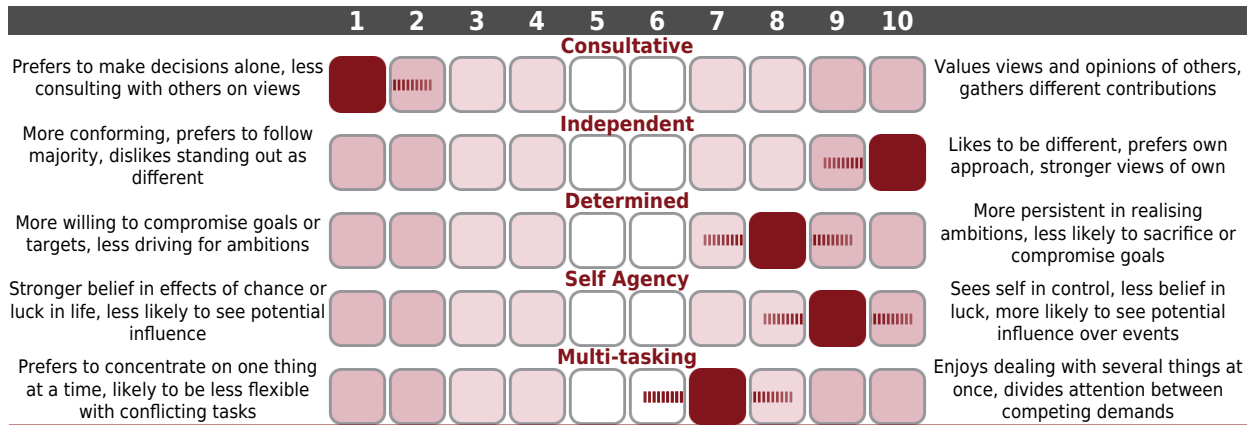 1 2 3 4 5 6 7 8 9 10
Consultative
Prefers to make decisions alone, less
consulting with others on views
Values views and opinions of others,
gathers different contributions
Independent
More conforming, prefers to follow
majority, dislikes standing out as
different
Likes to be different, prefers own
approach, stronger views of own
Determined
More willing to compromise goals or
targets, less driving for ambitions
More persistent in realising
ambitions, less likely to sacrifice or
compromise goals
Self Agency
Stronger belief in effects of chance or
luck in life, less likely to see potential
influence
Sees self in control, less belief in
luck, more likely to see potential
influence over events
Multi-tasking
Prefers to concentrate on one thing
at a time, likely to be less flexible
with conflicting tasks
Enjoys dealing with several things at
once, divides attention between
competing demands